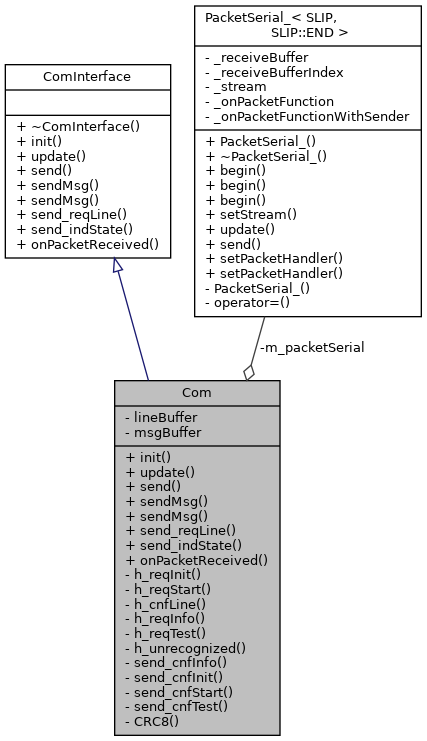 PacketSerial_< SLIP,
SLIP::END >
- _receiveBuffer
- _receiveBufferIndex
- _stream
- _onPacketFunction
- _onPacketFunctionWithSender
+ PacketSerial_()
+ ~PacketSerial_()
+ begin()
+ begin()
+ begin()
+ setStream()
+ update()
+ send()
+ setPacketHandler()
+ setPacketHandler()
- PacketSerial_()
- operator=()
ComInterface
+ ~ComInterface()
+ init()
+ update()
+ send()
+ sendMsg()
+ sendMsg()
+ send_reqLine()
+ send_indState()
+ onPacketReceived()
-m_packetSerial
Com
- lineBuffer
- msgBuffer
+ init()
+ update()
+ send()
+ sendMsg()
+ sendMsg()
+ send_reqLine()
+ send_indState()
+ onPacketReceived()
- h_reqInit()
- h_reqStart()
- h_cnfLine()
- h_reqInfo()
- h_reqTest()
- h_unrecognized()
- send_cnfInfo()
- send_cnfInit()
- send_cnfStart()
- send_cnfTest()
- CRC8()